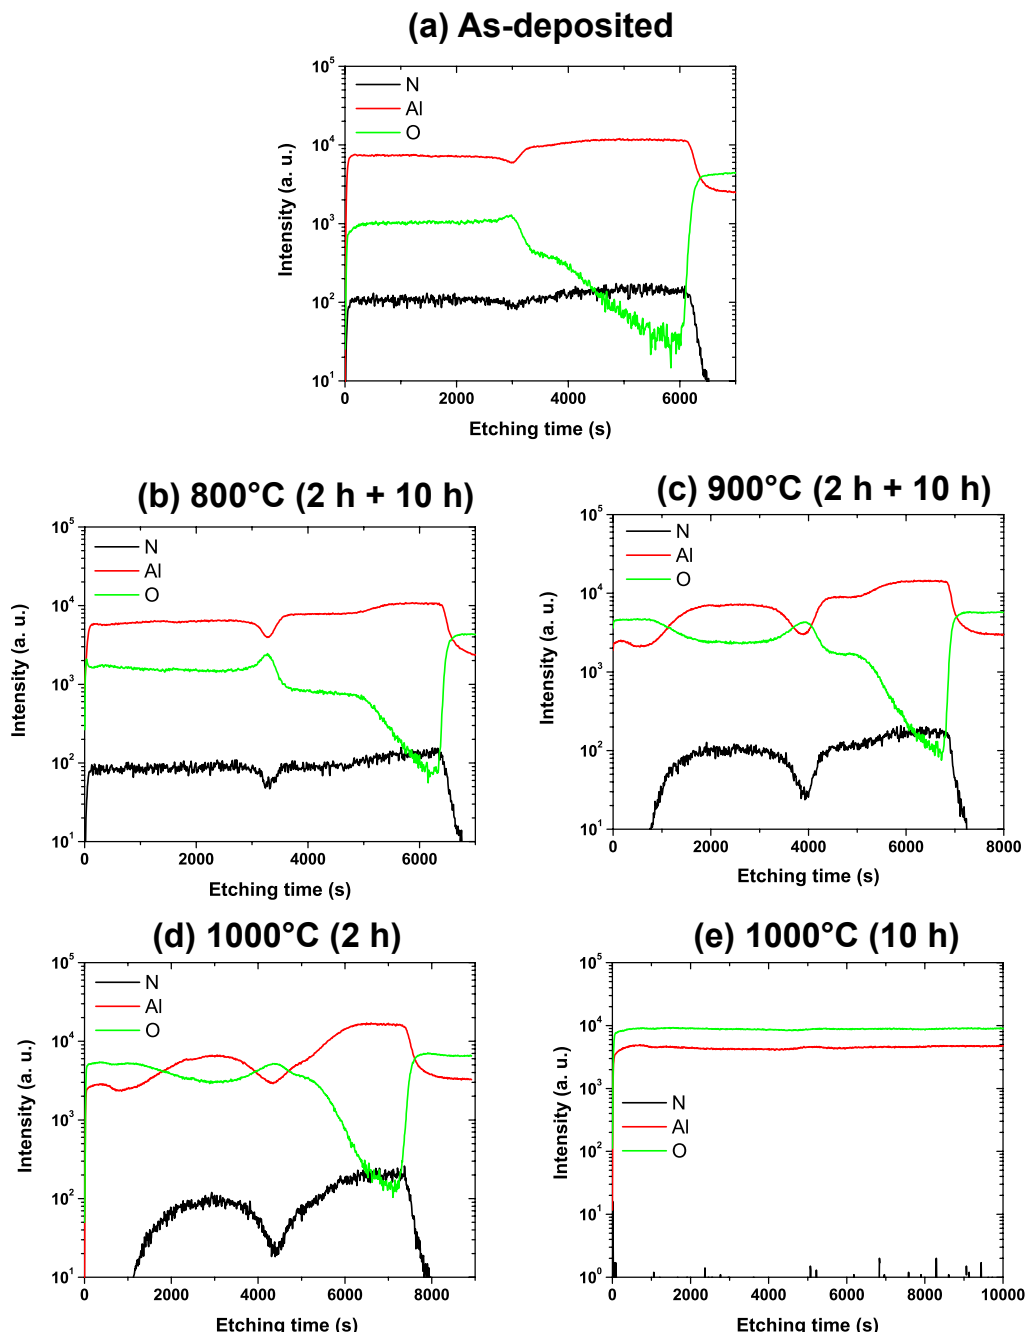 (a) As-deposited
10⁵
10⁴
10³
10²
10¹
Intensity (a. u.)
N
Al
O
0 2000 4000 6000
Etching time (s)
(b) 800°C (2 h + 10 h)
10⁵
10⁴
10³
10²
10¹
Intensity (a. u.)
N
Al
O
0 2000 4000 6000
Etching time (s)
(c) 900°C (2 h + 10 h)
10⁵
10⁴
10³
10²
10¹
Intensity (a. u.)
N
Al
O
0 2000 4000 6000 8000
Etching time (s)
(d) 1000°C (2 h)
10⁵
10⁴
10³
10²
10¹
Intensity (a. u.)
N
Al
O
0 2000 4000 6000 8000
Etching time (s)
(e) 1000°C (10 h)
10⁵
10⁴
10³
10²
10¹
10⁰
Intensity (a. u.)
N
Al
O
0 2000 4000 6000 8000 10000
Etching time (s)